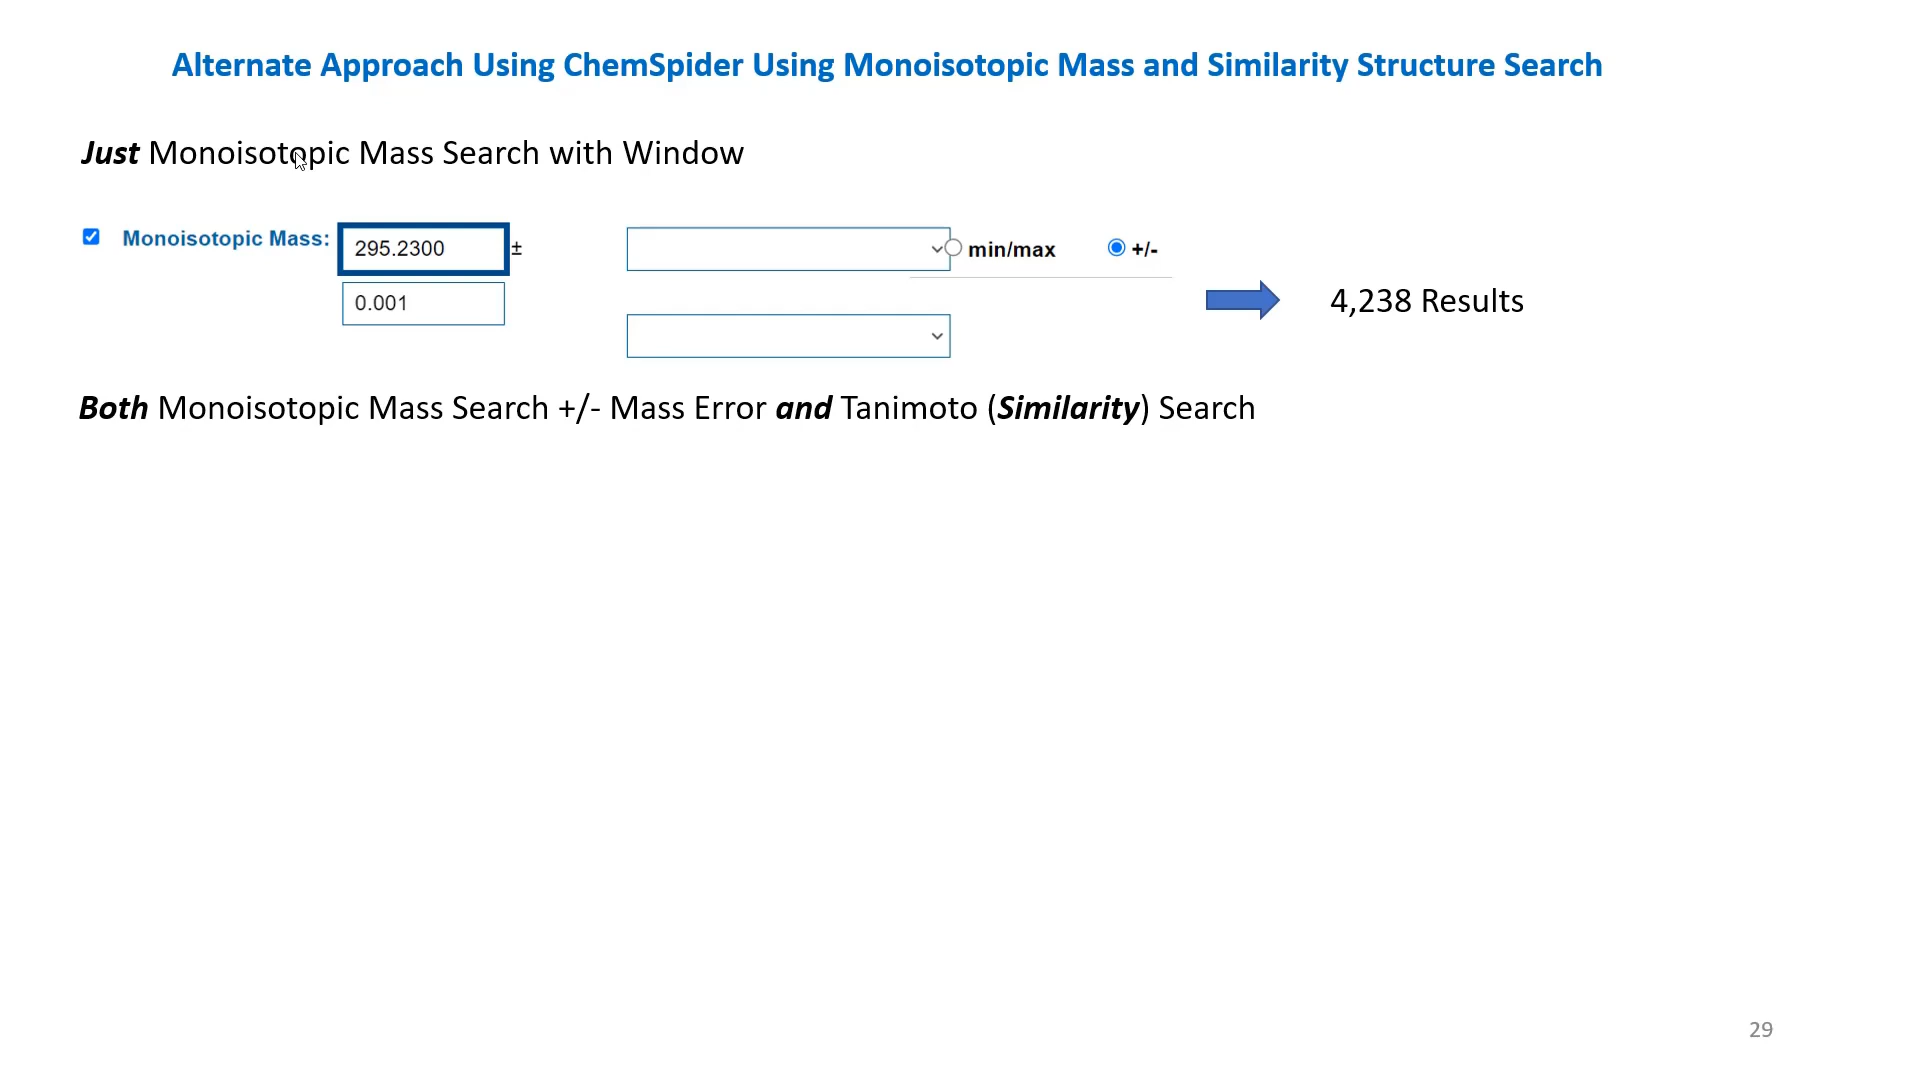 Alternate Approach Using ChemSpider Using Monoisotopic Mass and Similarity Structure Search
Just Monoisotopic Mass Search with Window
Monoisotopic Mass: 295.2300 ± min/max +/-
0.001
4,238 Results
Both Monoisotopic Mass Search +/- Mass Error and Tanimoto (Similarity) Search
29